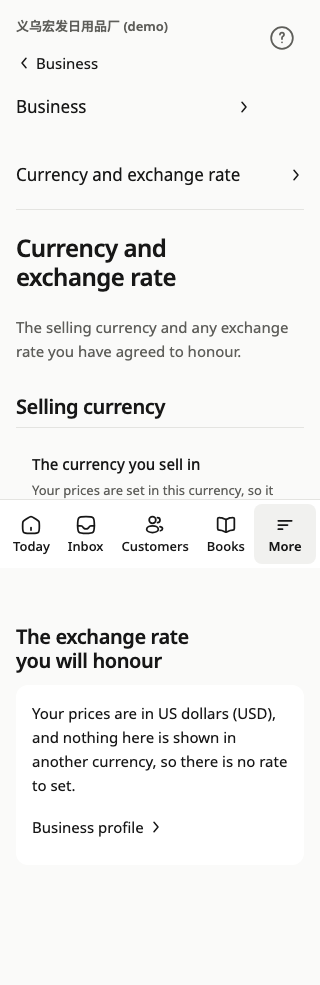 义乌宏发日用品厂 (demo)
Business
Business
Currency and exchange rate
Currency and
exchange rate
The selling currency and any exchange
rate you have agreed to honour.
Selling currency
The currency you sell in
Your prices are set in this currency, so it
Today Inbox Customers Books More
The exchange rate
you will honour
Your prices are in US dollars (USD),
and nothing here is shown in
another currency, so there is no rate
to set.
Business profile